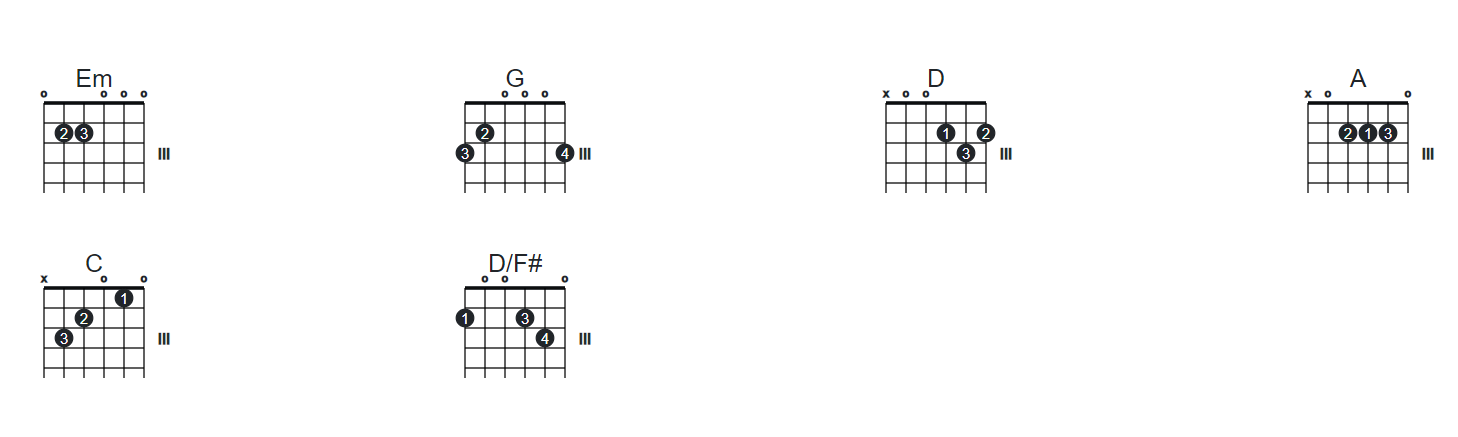 Em G D A
o o o o o o o x o o x o o
2 3 2 1 2 2 1 3
III 3 4 III 3 III III
C D/F#
x o o o o o
1
2 1 3
3 III 4 III